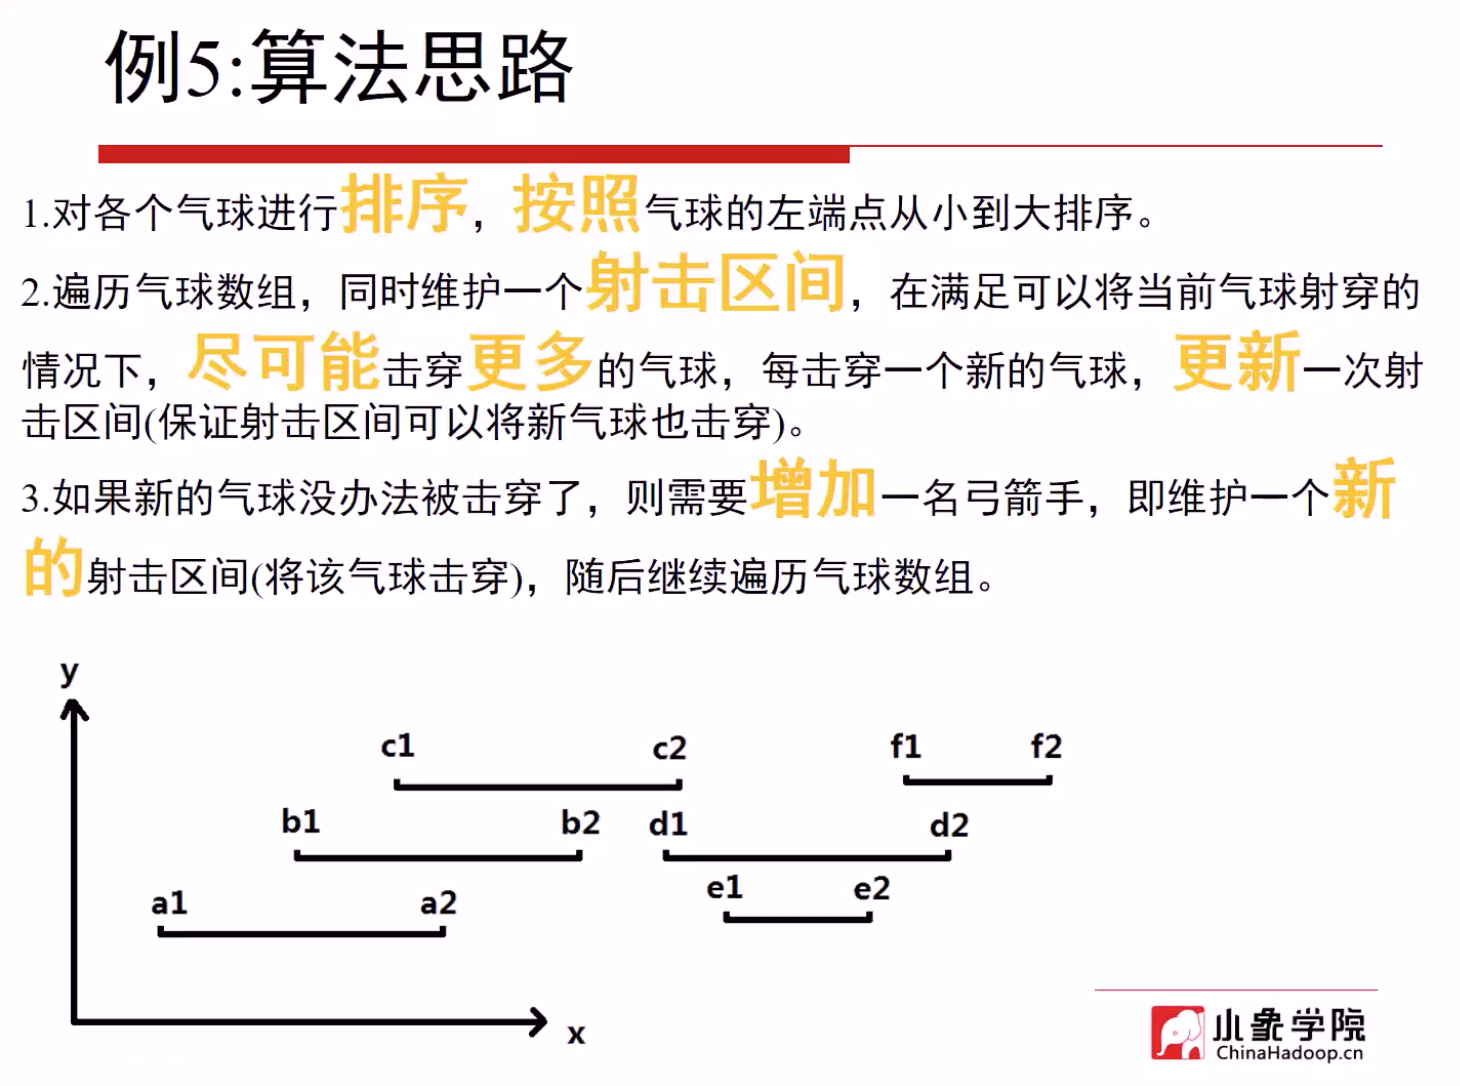 例5:算法思路
1.对各个气球进行排序，按照气球的左端点从小到大排序。
2.遍历气球数组，同时维护一个射击区间，在满足可以将当前气球射穿的
情况下，尽可能击穿更多的气球，每击穿一个新的气球，更新一次射
击区间(保证射击区间可以将新气球也击穿)。
3.如果新的气球没办法被击穿了，则需要增加一名弓箭手，即维护一个新
的射击区间(将该气球击穿)，随后继续遍历气球数组。
y
c1 c2 f1 f2
b1 b2 d1 d2
a1 a2 e1 e2
x
小象学院
ChinaHadoop.cn